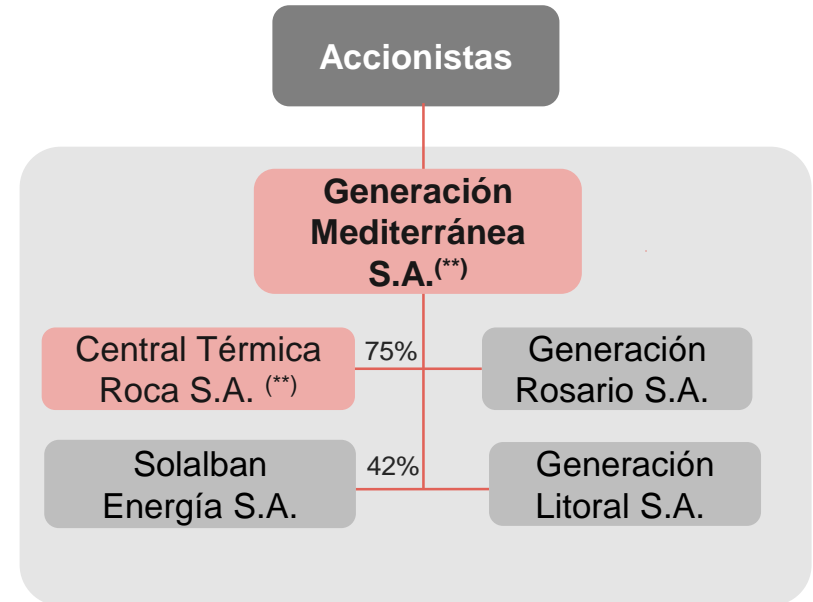 Accionistas
Generación
Mediterránea
S.A.(**)
Central Térmica
Roca S.A. (**)
75%
Generación
Rosario S.A.
Solalban
Energía S.A.
42%
Generación
Litoral S.A.